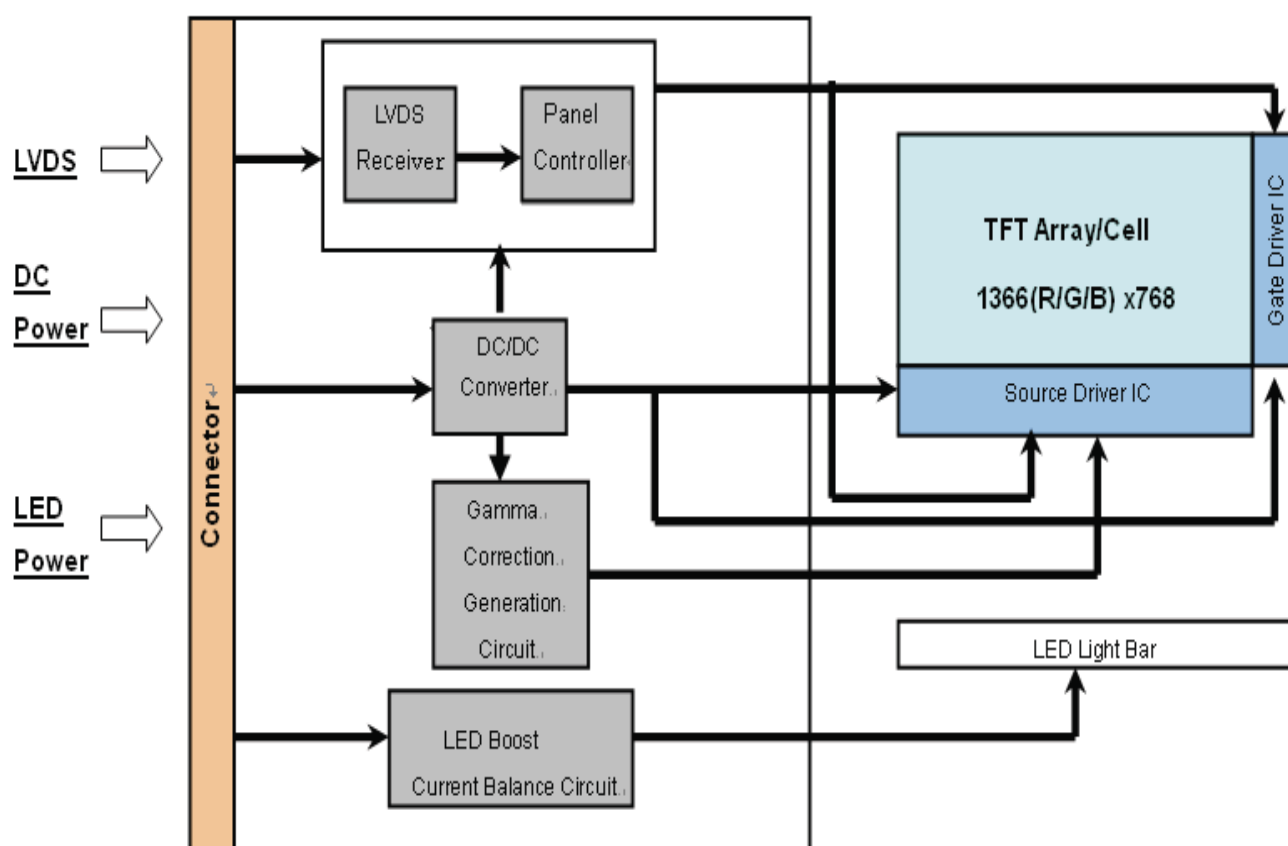 LVDS
DC
Power
LED
Power
Connector
LVDS
Receiver
Panel
Controller
DC/DC
Converter
Gamma
Correction
Generation
Circuit
LED Boost
Current Balance Circuit
TFT Array/Cell
1366(R/G/B) x768
Gate Driver IC
Source Driver IC
LED Light Bar